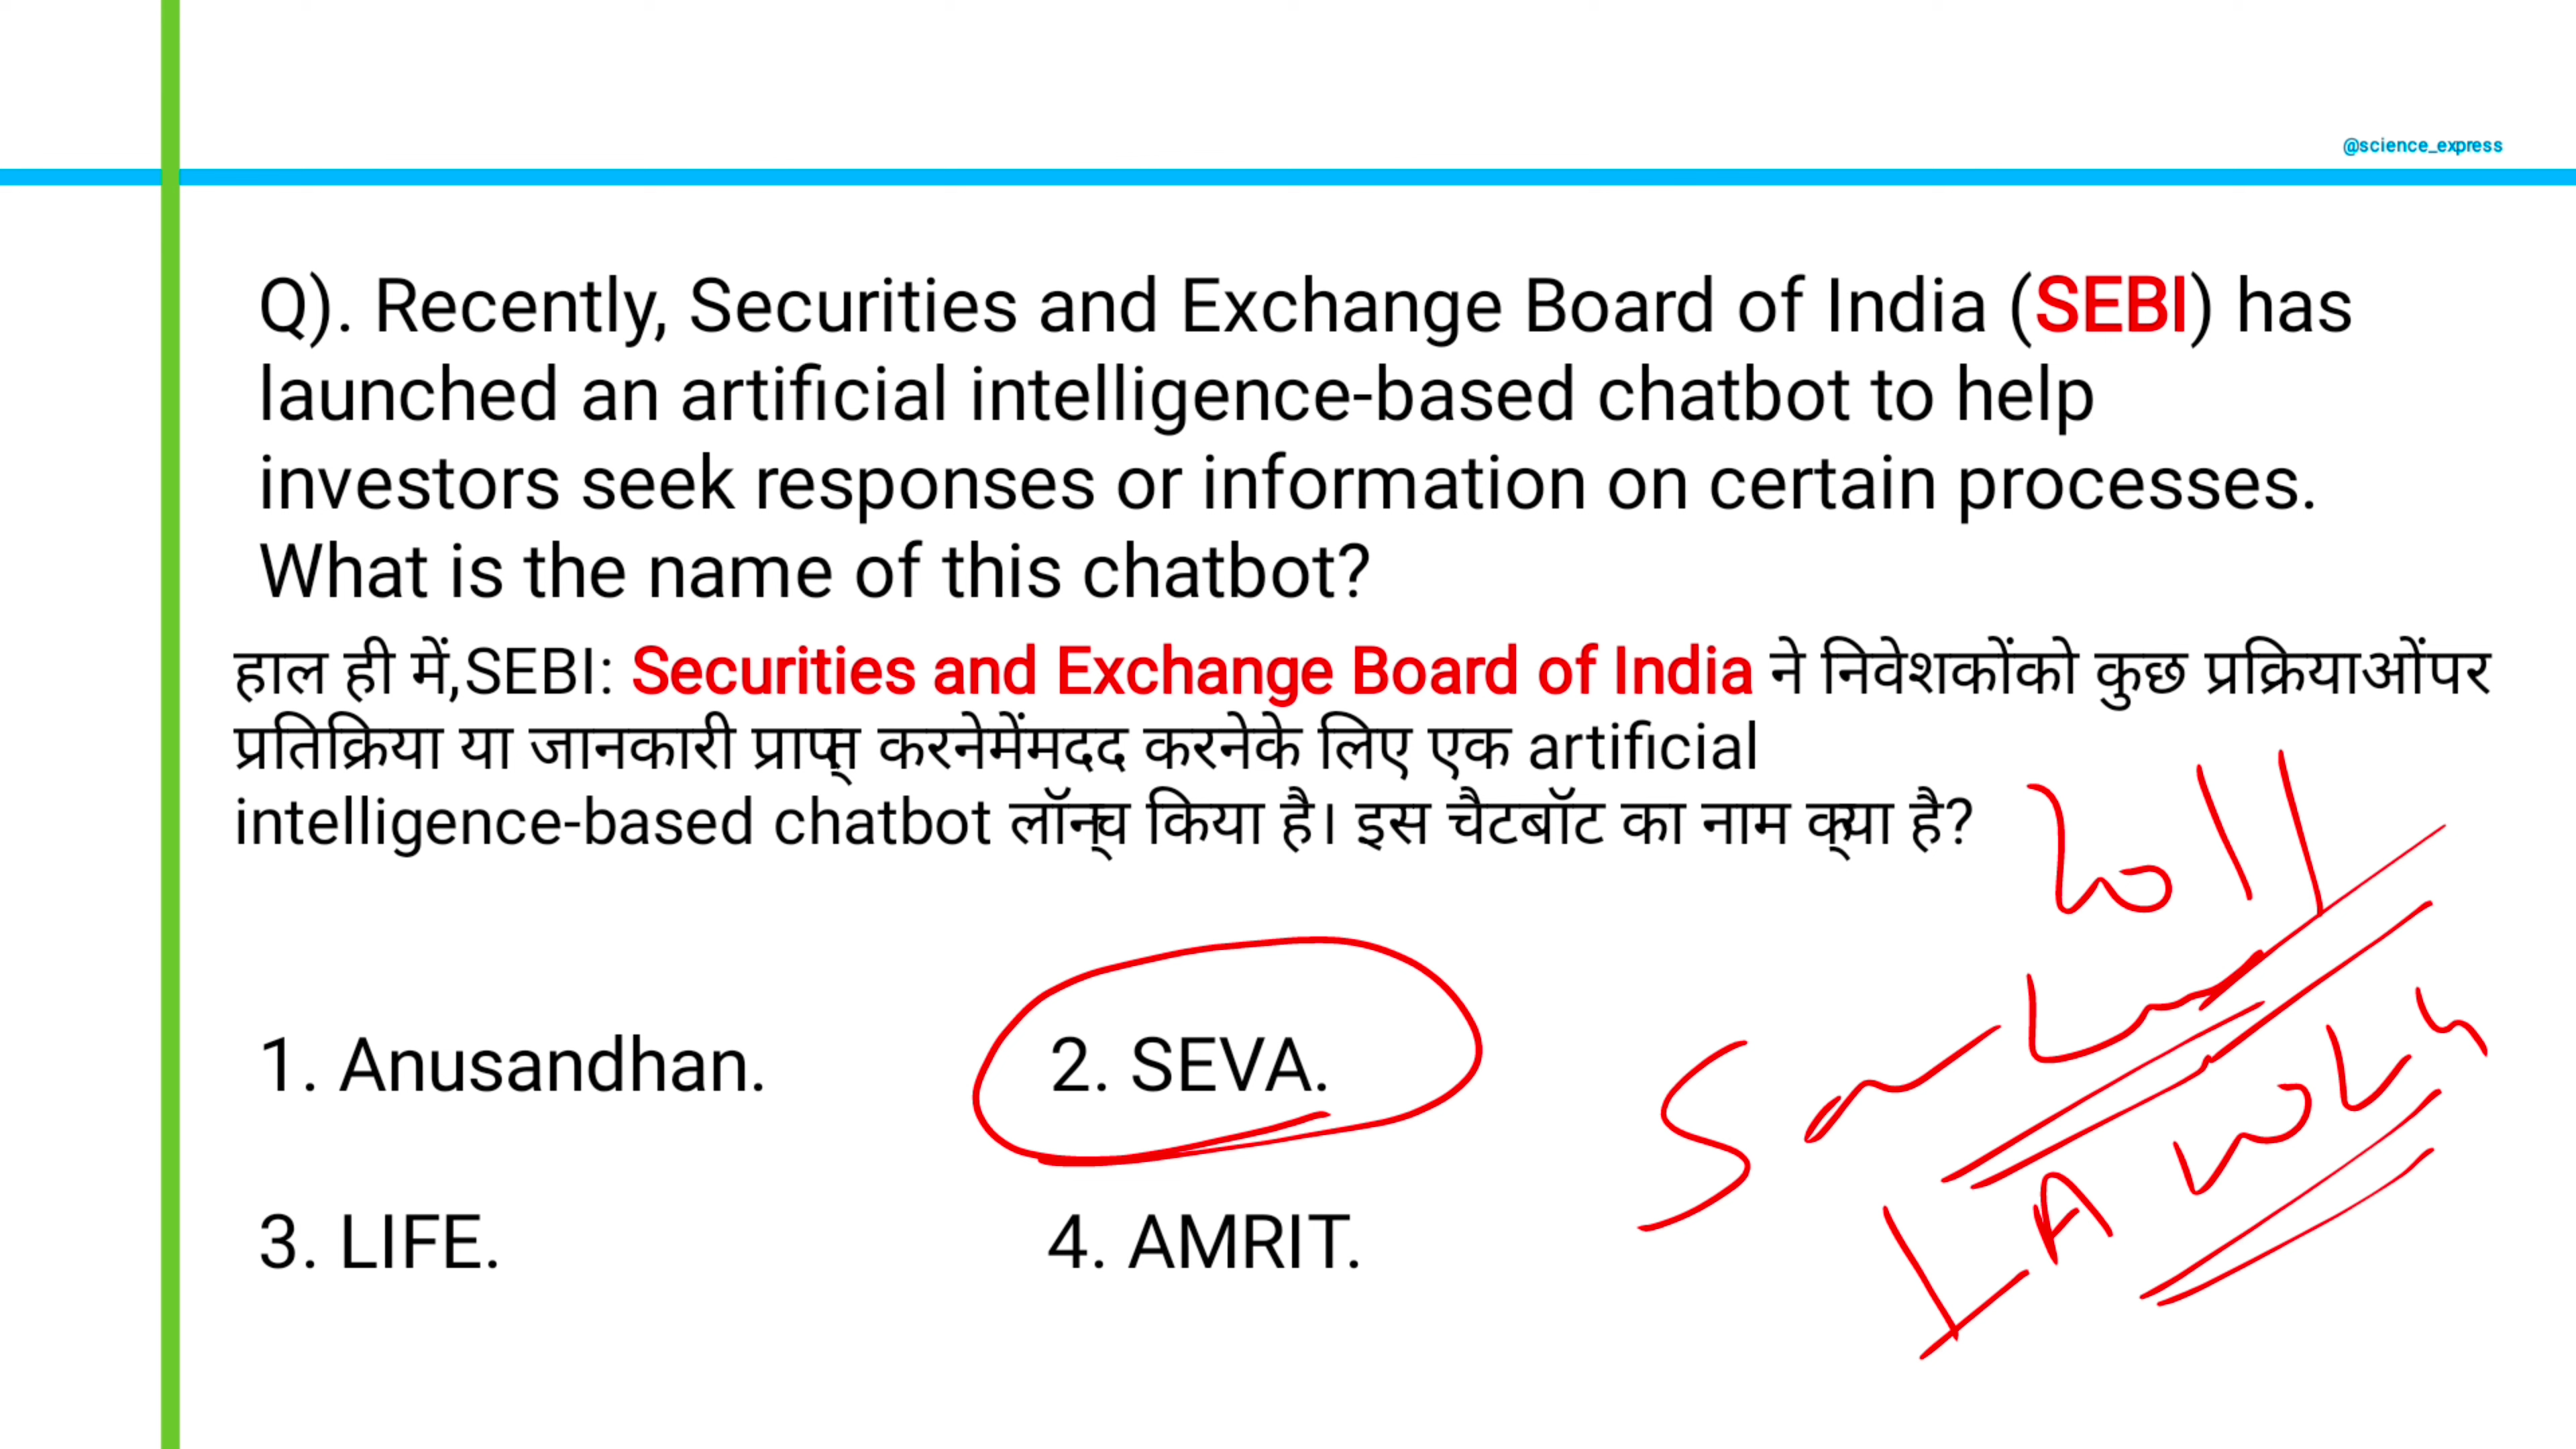 @science_express
Q). Recently, Securities and Exchange Board of India (SEBI) has
launched an artificial intelligence-based chatbot to help
investors seek responses or information on certain processes.
What is the name of this chatbot?
हाल ही में,SEBI: Securities and Exchange Board of India ने निवेशकोंको कुछ प्रक्रियाओंपर
प्रतिक्रिया या जानकारी प्राप्त करनेमेंमदद करनेके लिए एक artificial
intelligence-based chatbot लॉन्च किया है। इस चैटबॉट का नाम क्या है?
1. Anusandhan. 2. SEVA.
3. LIFE. 4. AMRIT.